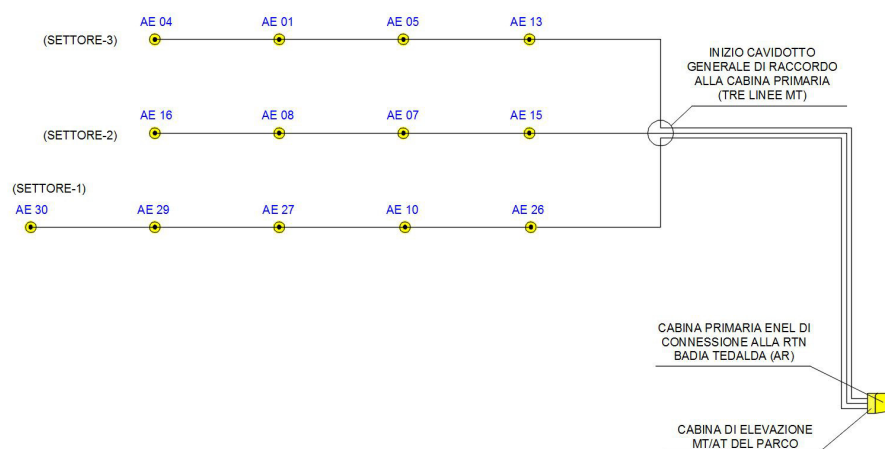 AE 04 AE 01 AE 05 AE 13
(SETTORE-3)
INIZIO CAVIDOTTO
GENERALE DI RACCORDO
ALLA CABINA PRIMARIA
(TRE LINEE MT)
AE 16 AE 08 AE 07 AE 15
(SETTORE-2)
(SETTORE-1)
AE 30 AE 29 AE 27 AE 10 AE 26
CABINA PRIMARIA ENEL DI
CONNESSIONE ALLA RTN
BADIA TEDALDA (AR)
CABINA DI ELEVAZIONE
MT/AT DEL PARCO